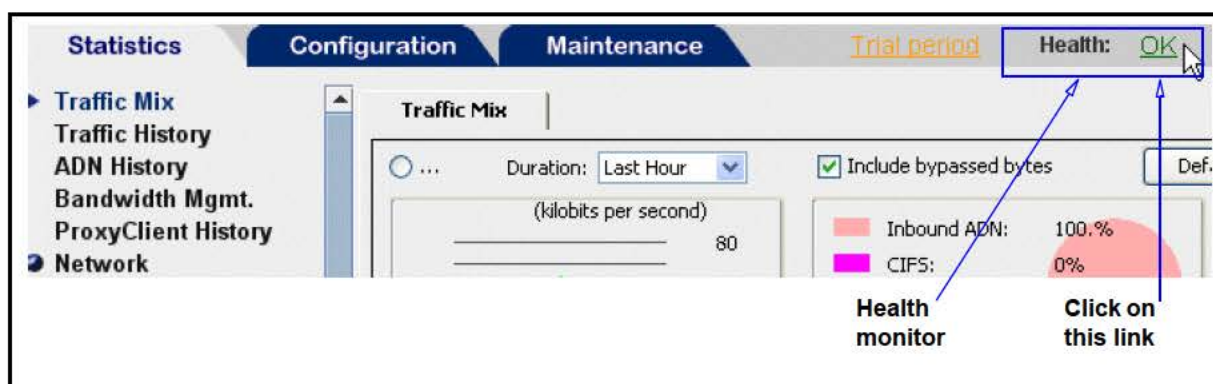 Statistics Configuration Maintenance Trial period Health: OK
Traffic Mix
Traffic History
ADN History
Bandwidth Mgmt.
ProxyClient History
Network
Traffic Mix
... Duration: Last Hour Include bypassed bytes Def
(kilobits per second)
80
Inbound ADN: 100.%
CIFS: 0%
Health
monitor
Click on
this link